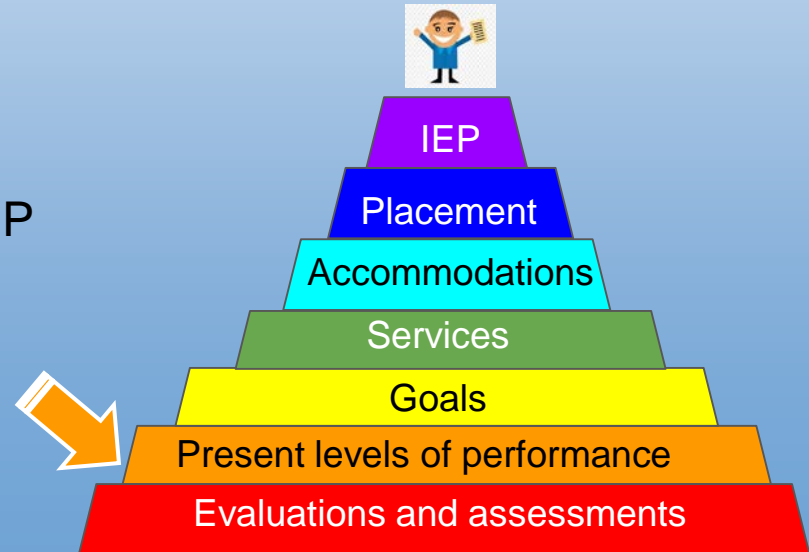 IEP
P
Placement
Accommodations
Services
Goals
Present levels of performance
Evaluations and assessments